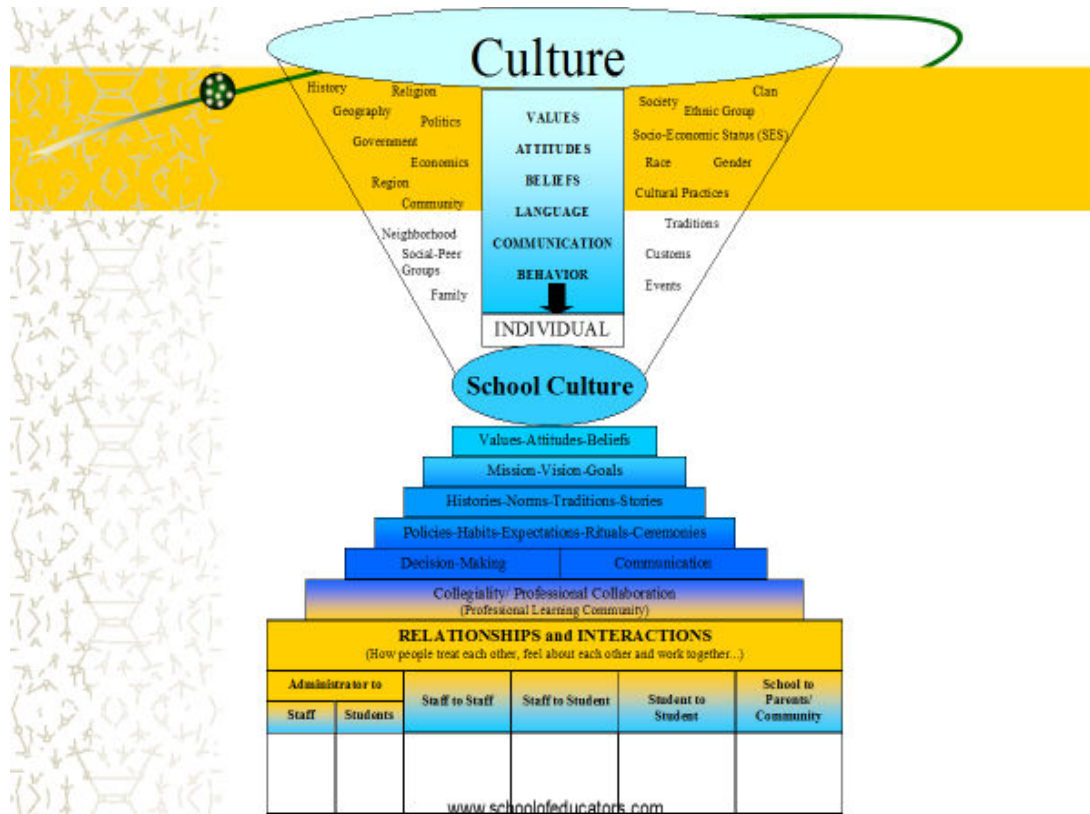 Culture
History
Religion
Geography
Politics
Government
Economics
Region
Community
Neighborhood
Social-Peer
Groups
Family
VALUES
ATTITUDES
BELIEFS
LANGUAGE
COMMUNICATION
BEHAVIOR
INDIVIDUAL
Clan
Society
Ethnic Group
Socio-Economic Status (SES)
Race
Gender
Cultural Practices
Traditions
Customs
Events
School Culture
Values-Attitudes-Beliefs
Mission-Vision-Goals
Histories-Norms-Traditions-Stories
Policies-Habits-Expectations-Rituals-Ceremonies
Decision-Making
Communication
Collegiality/ Professional Collaboration
(Professional Learning Community)
RELATIONSHIPS and INTERACTIONS
(How people treat each other, feel about each other and work together...)
Administrator to
Staff
Students
Staff to Staff
Staff to Student
Student to
Student
School to
Parents/
Community
www.schoolofeducators.com